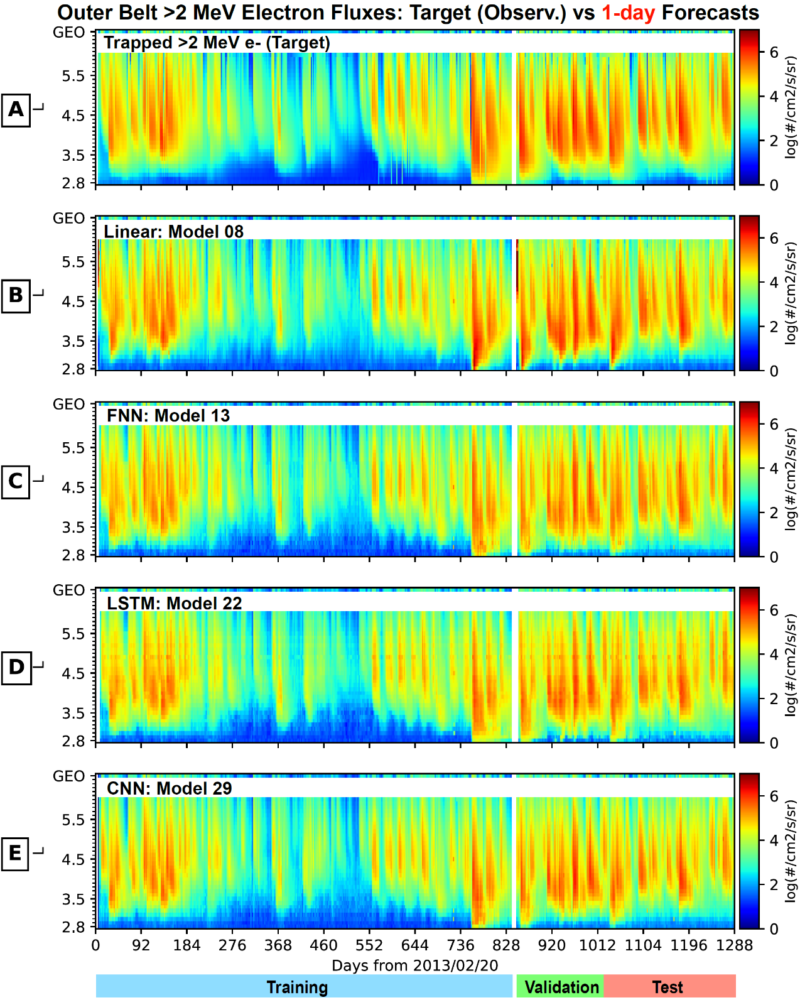 Outer Belt >2 MeV Electron Fluxes: Target (Observ.) vs 1-day Forecasts
A
L
GEO
5.5
4.5
3.5
2.8
Trapped >2 MeV e- (Target)
0 92 184 276 368 460 552 644 736 828 920 1012 1104 1196 1288
6
4
2
0
log(#/cm2/s/sr)
B
L
GEO
5.5
4.5
3.5
2.8
Linear: Model 08
6
4
2
0
log(#/cm2/s/sr)
C
L
GEO
5.5
4.5
3.5
2.8
FNN: Model 13
6
4
2
0
log(#/cm2/s/sr)
D
L
GEO
5.5
4.5
3.5
2.8
LSTM: Model 22
6
4
2
0
log(#/cm2/s/sr)
E
L
GEO
5.5
4.5
3.5
2.8
CNN: Model 29
6
4
2
0
log(#/cm2/s/sr)
Days from 2013/02/20
Training Validation Test